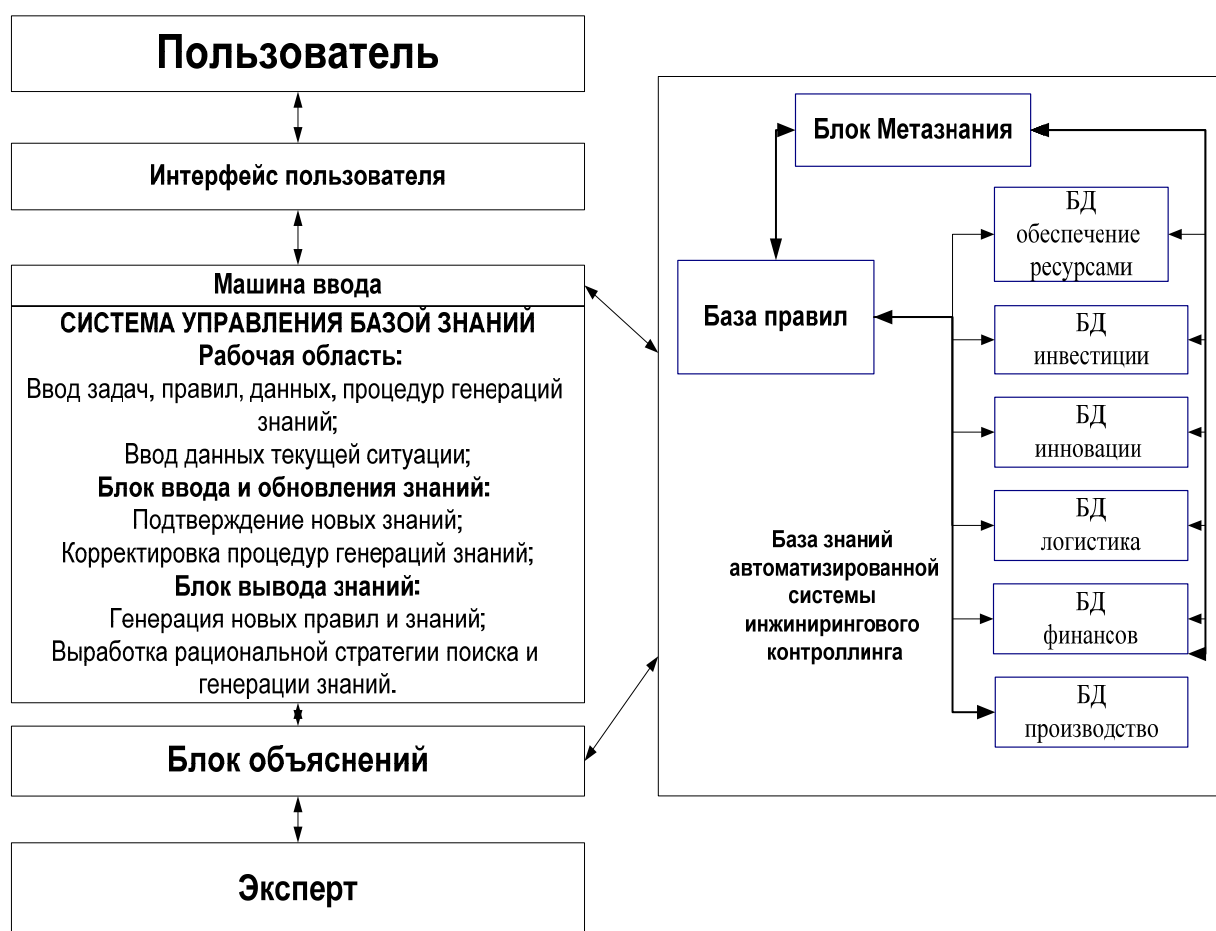 Пользователь
Интерфейс пользователя
Машина ввода
СИСТЕМА УПРАВЛЕНИЯ БАЗОЙ ЗНАНИЙ
Рабочая область:
Ввод задач, правил, данных, процедур генераций
знаний;
Ввод данных текущей ситуации;
Блок ввода и обновления знаний:
Подтверждение новых знаний;
Корректировка процедур генераций знаний;
Блок вывода знаний:
Генерация новых правил и знаний;
Выработка рациональной стратегии поиска и
генерации знаний.
Блок объяснений
Эксперт
Блок Метазнания
База правил
БД
обеспечение
ресурсами
БД
инвестиции
БД
инновации
БД
логистика
БД
финансов
БД
производство
База знаний
автоматизированной
системы
инжинирингового
контроллинга